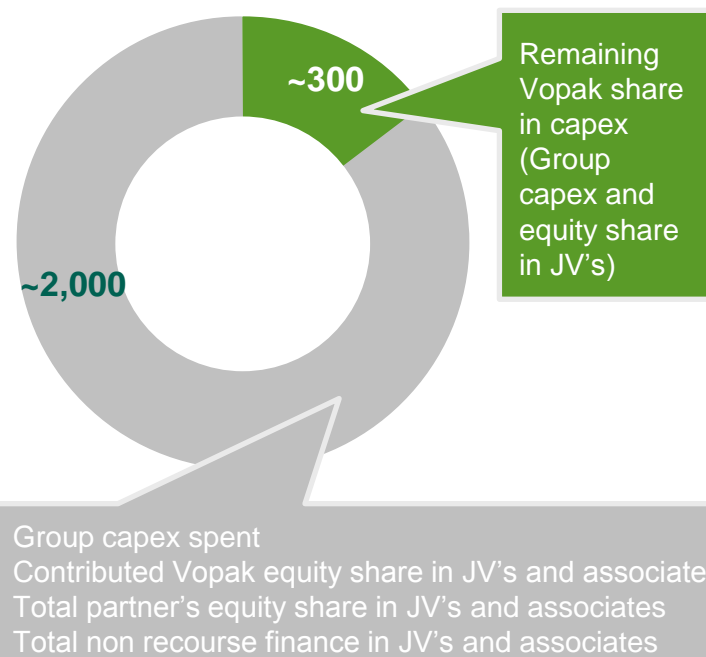 ~300
Remaining
Vopak share
in capex
(Group
capex and
equity share
in JV's)
~2,000
Group capex spent
Contributed Vopak equity share in JV's and associate
Total partner's equity share in JV's and associates
Total non recourse finance in JV's and associates